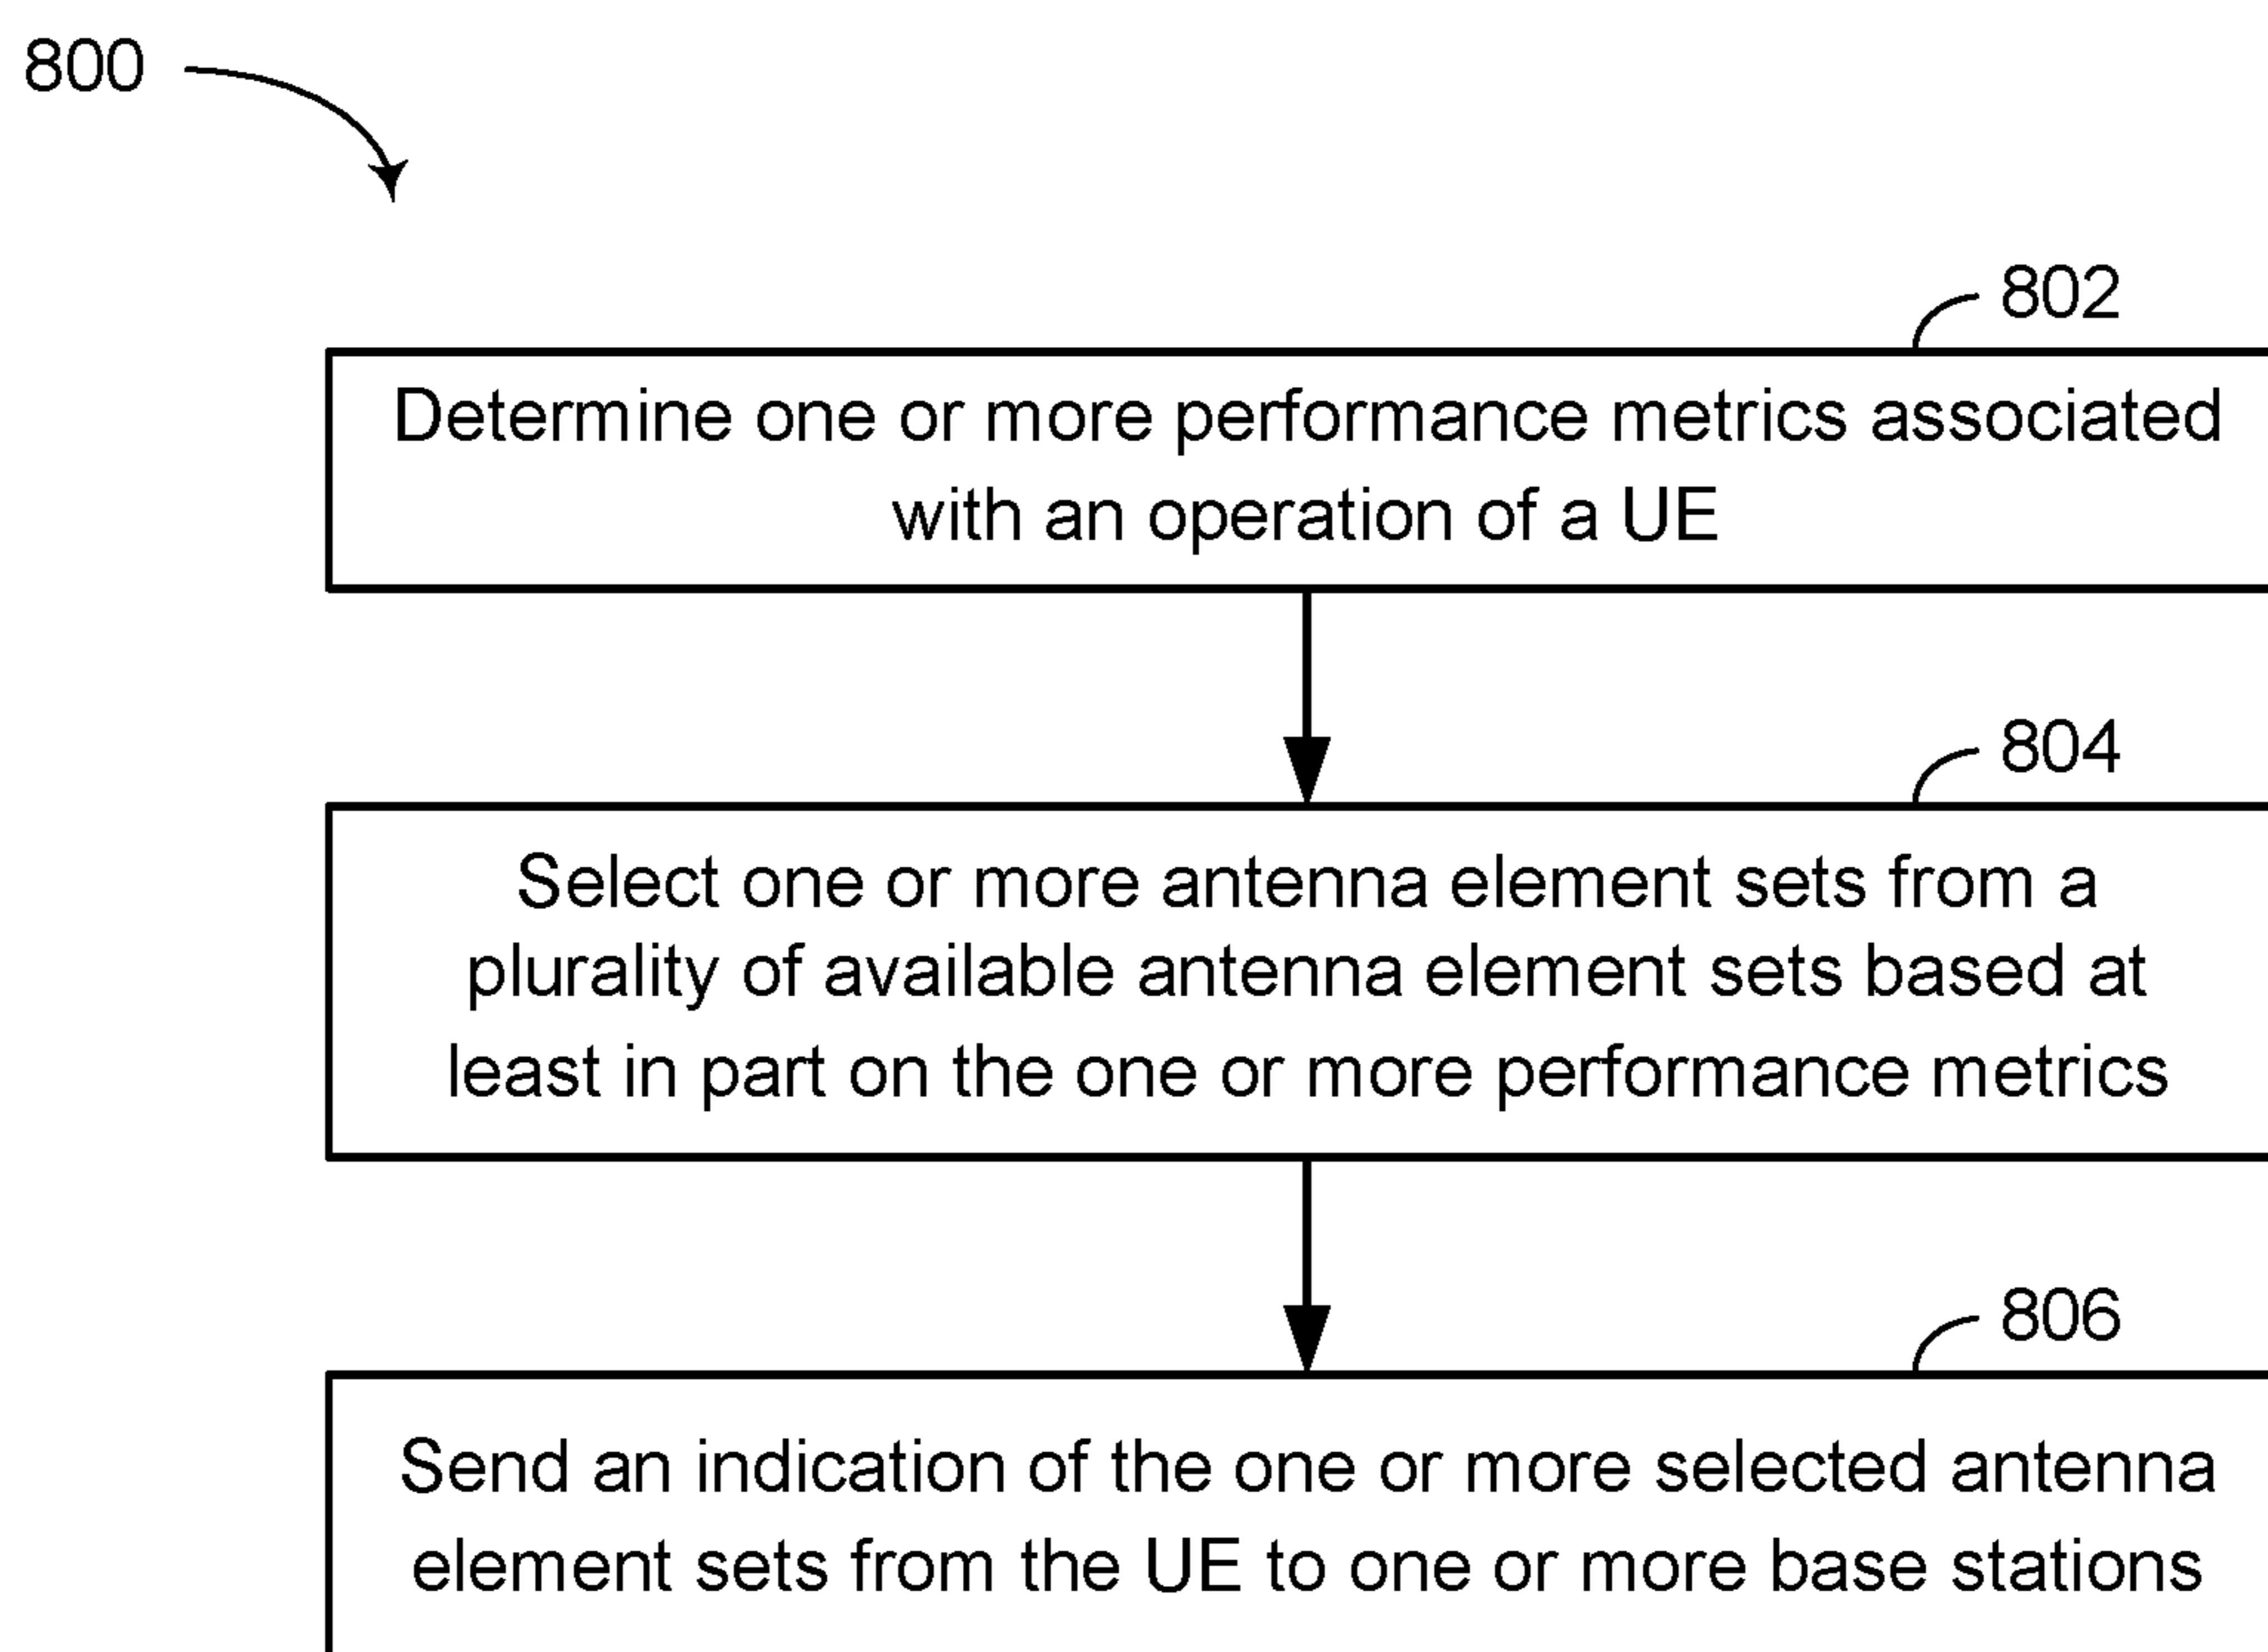 800
802
Determine one or more performance metrics associated
with an operation of a UE
804
Select one or more antenna element sets from a
plurality of available antenna element sets based at
least in part on the one or more performance metrics
806
Send an indication of the one or more selected antenna
element sets from the UE to one or more base stations